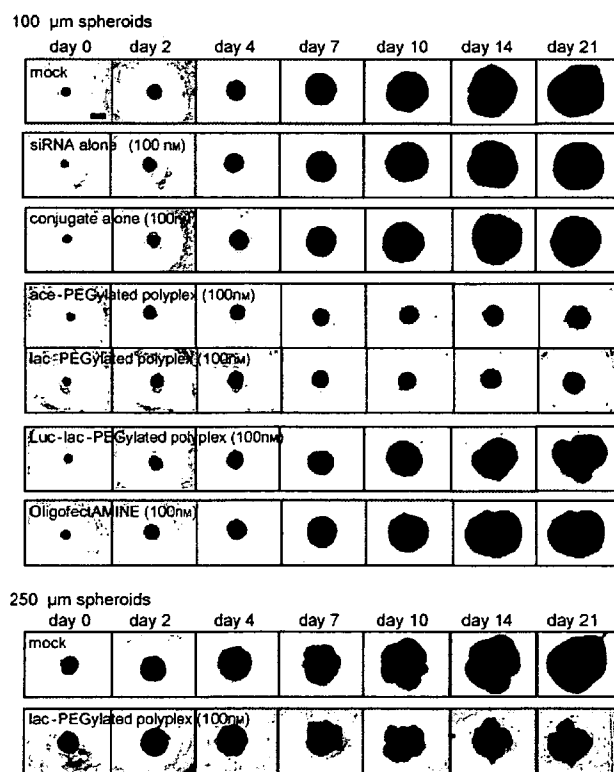 100 µm spheroids
day 0 day 2 day 4 day 7 day 10 day 14 day 21
mock
siRNA alone (100 nM)
conjugate alone (100nM)
ace-PEGylated polyplex (100nM)
lac-PEGylated polyplex (100nM)
Luc-lac-PEGylated polyplex (100nM)
OligofectAMINE (100nM)
250 µm spheroids
day 0 day 2 day 4 day 7 day 10 day 14 day 21
mock
lac-PEGylated polyplex (100nM)